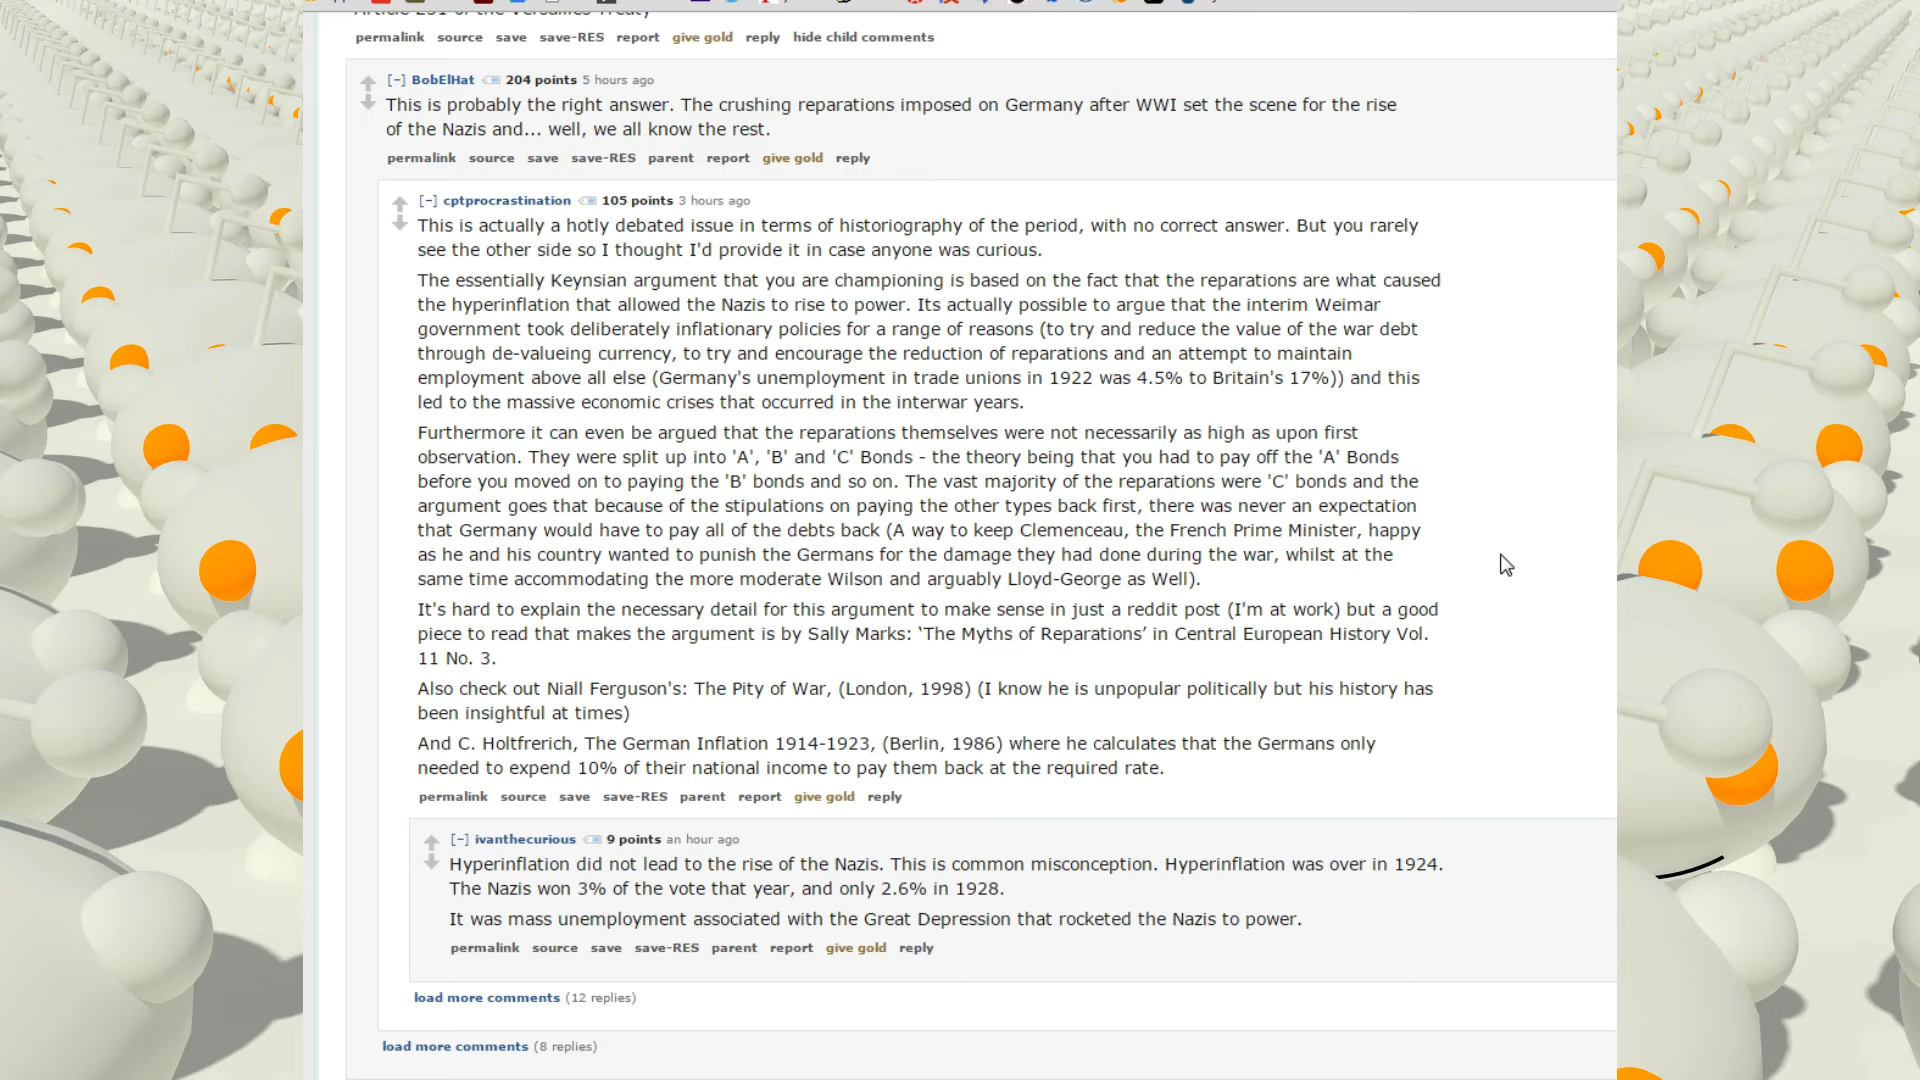 Article 231 of the Versailles Treaty
permalink source save save-RES report give gold reply hide child comments
[-] BobElHat 204 points 5 hours ago
This is probably the right answer. The crushing reparations imposed on Germany after WWI set the scene for the rise
of the Nazis and... well, we all know the rest.
permalink source save save-RES parent report give gold reply
[-] cptprocrastination 105 points 3 hours ago
This is actually a hotly debated issue in terms of historiography of the period, with no correct answer. But you rarely
see the other side so I thought I'd provide it in case anyone was curious.
The essentially Keynsian argument that you are championing is based on the fact that the reparations are what caused
the hyperinflation that allowed the Nazis to rise to power. Its actually possible to argue that the interim Weimar
government took deliberately inflationary policies for a range of reasons (to try and reduce the value of the war debt
through de-valueing currency, to try and encourage the reduction of reparations and an attempt to maintain
employment above all else (Germany's unemployment in trade unions in 1922 was 4.5% to Britain's 17%)) and this
led to the massive economic crises that occurred in the interwar years.
Furthermore it can even be argued that the reparations themselves were not necessarily as high as upon first
observation. They were split up into 'A', 'B' and 'C' Bonds - the theory being that you had to pay off the 'A' Bonds
before you moved on to paying the 'B' bonds and so on. The vast majority of the reparations were 'C' bonds and the
argument goes that because of the stipulations on paying the other types back first, there was never an expectation
that Germany would have to pay all of the debts back (A way to keep Clemenceau, the French Prime Minister, happy
as he and his country wanted to punish the Germans for the damage they had done during the war, whilst at the
same time accommodating the more moderate Wilson and arguably Lloyd-George as Well).
It's hard to explain the necessary detail for this argument to make sense in just a reddit post (I'm at work) but a good
piece to read that makes the argument is by Sally Marks: ‘The Myths of Reparations’ in Central European History Vol.
11 No. 3.
Also check out Niall Ferguson's: The Pity of War, (London, 1998) (I know he is unpopular politically but his history has
been insightful at times)
And C. Holtfrerich, The German Inflation 1914-1923, (Berlin, 1986) where he calculates that the Germans only
needed to expend 10% of their national income to pay them back at the required rate.
permalink source save save-RES parent report give gold reply
[-] ivanthecurious 9 points an hour ago
Hyperinflation did not lead to the rise of the Nazis. This is common misconception. Hyperinflation was over in 1924.
The Nazis won 3% of the vote that year, and only 2.6% in 1928.
It was mass unemployment associated with the Great Depression that rocketed the Nazis to power.
permalink source save save-RES parent report give gold reply
load more comments (12 replies)
load more comments (8 replies)